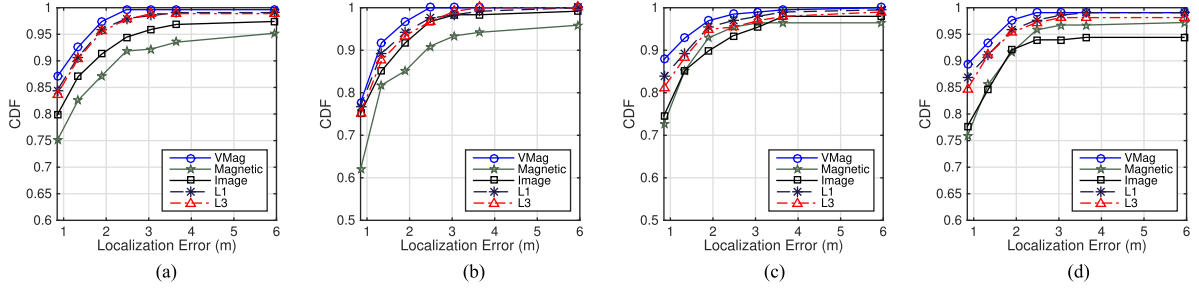 1
0.95
0.9
0.85
0.8
0.75
0.7
0.65
0.6
CDF
1 2 3 4 5 6
Localization Error (m)
VMag
Magnetic
Image
L1
L3
(a)
1
0.9
0.8
0.7
0.6
0.5
CDF
1 2 3 4 5 6
Localization Error (m)
VMag
Magnetic
Image
L1
L3
(b)
1
0.9
0.8
0.7
0.6
0.5
CDF
1 2 3 4 5 6
Localization Error (m)
VMag
Magnetic
Image
L1
L3
(c)
1
0.95
0.9
0.85
0.8
0.75
0.7
0.65
0.6
CDF
1 2 3 4 5 6
Localization Error (m)
VMag
Magnetic
Image
L1
L3
(d)